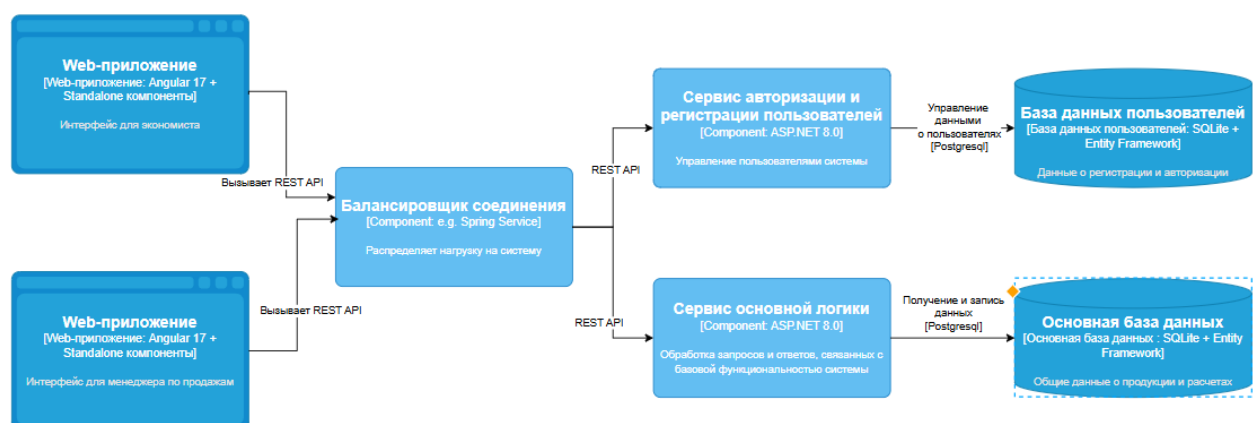 Web-приложение
[Web-приложение: Angular 17 +
Standalone компоненты]
Интерфейс для экономиста
Вызывает REST API
Web-приложение
[Web-приложение: Angular 17 +
Standalone компоненты]
Интерфейс для менеджера по продажам
Вызывает REST API
Балансировщик соединения
[Component: e.g. Spring Service]
Распределяет нагрузку на систему
REST API
REST API
Сервис авторизации и
регистрации пользователей
[Component: ASP.NET 8.0]
Управление пользователями системы
Управление
данными
о пользователях
[Postgresql]
База данных пользователей
[База данных пользователей: SQLite +
Entity Framework]
Данные о регистрации и авторизации
Сервис основной логики
[Component: ASP.NET 8.0]
Обработка запросов и ответов, связанных с
базовой функциональностью системы
Получение и запись
данных
[Postgresql]
Основная база данных
[Основная база данных : SQLite + Entity
Framework]
Общие данные о продукции и расчетах